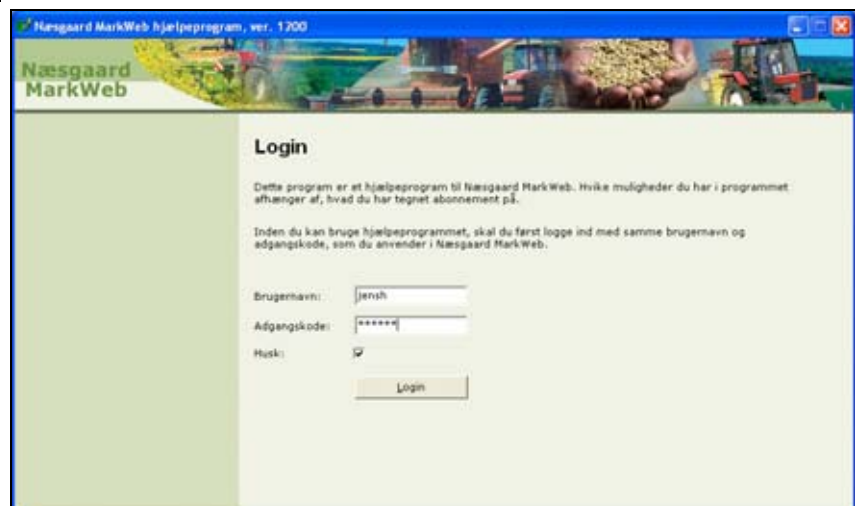 Næsgaard MarkWeb hjælpeprogram, ver. 1700
Næsgaard
MarkWeb
Login
Dette program er et hjælpeprogram til Næsgaard MarkWeb. Hvilke muligheder du har i programmet
afhænger af, hvad du har tegnet abonnement på.
Inden du kan bruge hjælpeprogrammet, skal du først logge ind med samme brugernavn og
adgangskode, som du anvender i Næsgaard MarkWeb.
Brugernavn: jensh
Adgangskode: ******
Husk:
Login